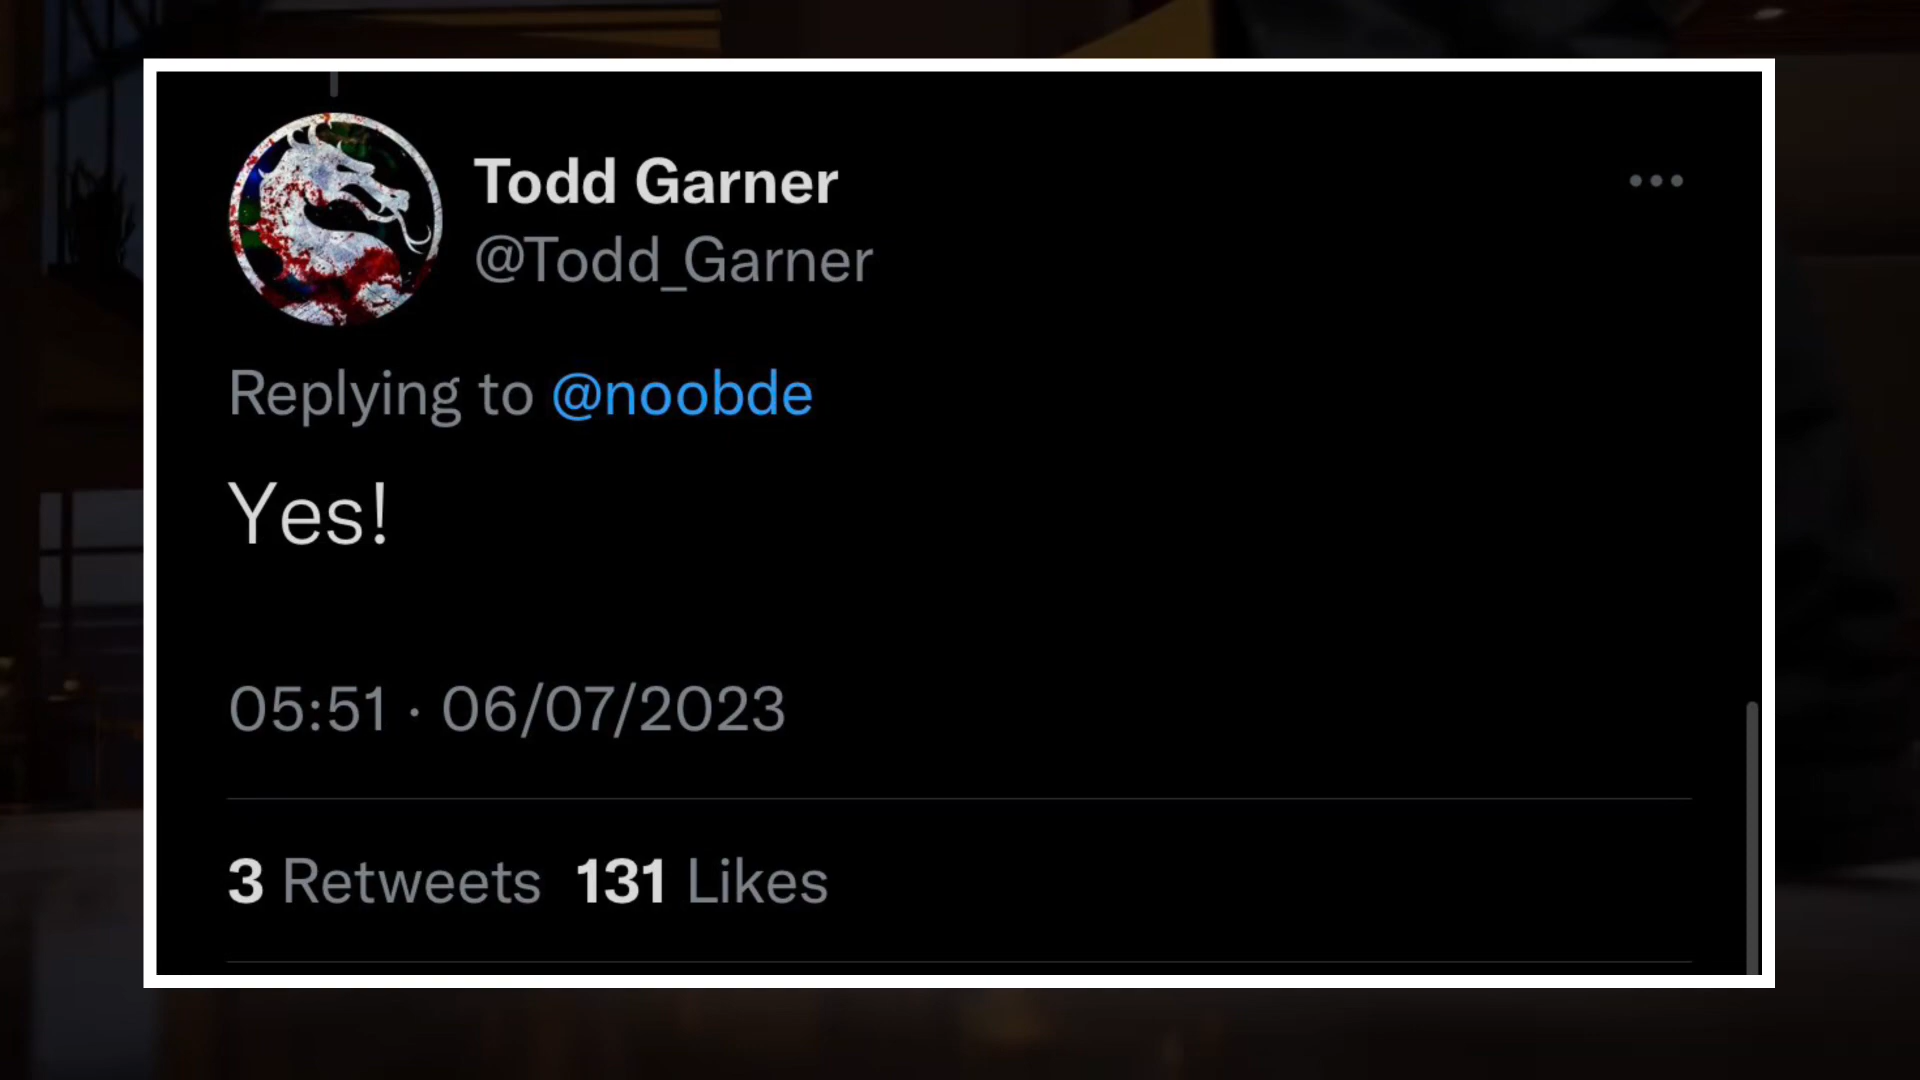 Todd Garner
@Todd_Garner
Replying to @noobde
Yes!
05:51 · 06/07/2023
3 Retweets 131 Likes